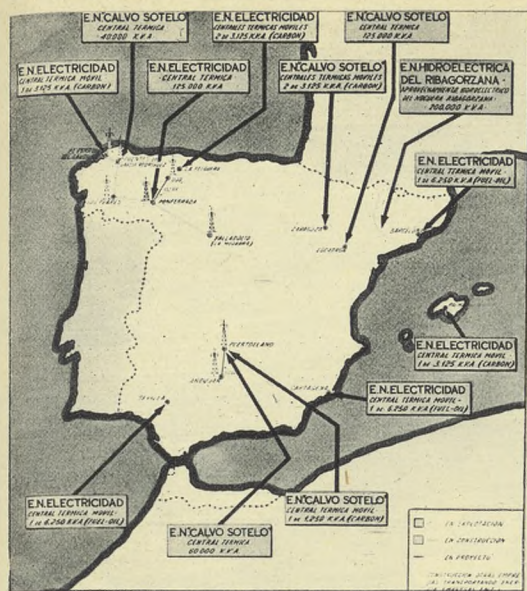 E.N."CALVO SOTELO"
CENTRAL TERMICA
40.000 K.V.A
E.N.ELECTRICIDAD
CENTRALES TERMICAS MOVILES
2 DE 3.125 K.V.A. (CARBON)
E.N."CALVO SOTELO"
CENTRAL TERMICA
125.000 K.V.A
E.N.ELECTRICIDAD
CENTRAL TERMICA MOVIL
1 DE 3.125 K.V.A. (CARBON)
E.N.ELECTRICIDAD
-CENTRAL TERMICA-
125.000 K.V.A
E.N."CALVO SOTELO"
CENTRALES TERMICAS MOVILES
2 DE 3.125 K.V.A. (CARBON)
E.N.HIDROELECTRICA
DEL RIBAGORZANA-
-APROVECHAMIENTO HIDROELECTRICO
DEL NOGUERA RIBAGORZANA-
-200.000 K.V.A-
E.N.ELECTRICIDAD
CENTRAL TERMICA MOVIL
1 DE 6.250 K.V.A (FUEL-OIL)
PONFERRADA
VALLADOLID
ESCATRON
BARCELONA
E.N.ELECTRICIDAD
CENTRAL TERMICA MOVIL-
1 DE 3.125 K.V.A (CARBON)
PUERTOLLANO
ANDUJAR
CARTAGENA
SEVILLA
E.N.ELECTRICIDAD
CENTRAL TERMICA MOVIL-
1 DE 6.250 K.V.A (FUEL-OIL)
E.N.ELECTRICIDAD
CENTRAL TERMICA MOVIL-
1 DE 6.250 K.V.A (FUEL-OIL)
E.N."CALVO SOTELO"
CENTRAL TERMICA MOVIL
1 DE 1.250 K.V.A (CARBON)
E.N."CALVO SOTELO"
CENTRAL TERMICA
60.000 K.V.A.
EN EXPLOTACION
EN CONSTRUCCION
EN PROYECTO